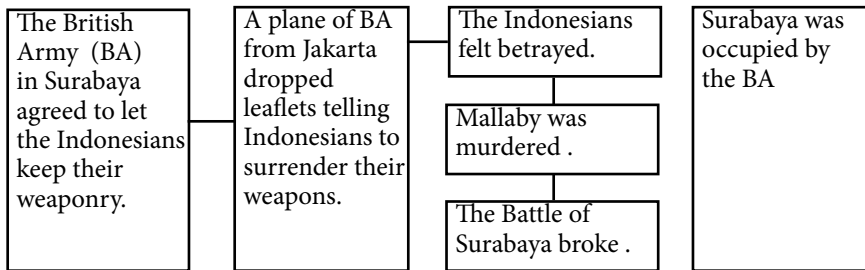 The British
Army (BA)
in Surabaya
agreed to let
the Indonesians
keep their
weaponry.
A plane of BA
from Jakarta
dropped
leaflets telling
Indonesians to
surrender their
weapons.
The Indonesians
felt betrayed.
Mallaby was
murdered .
The Battle of
Surabaya broke .
Surabaya was
occupied by
the BA